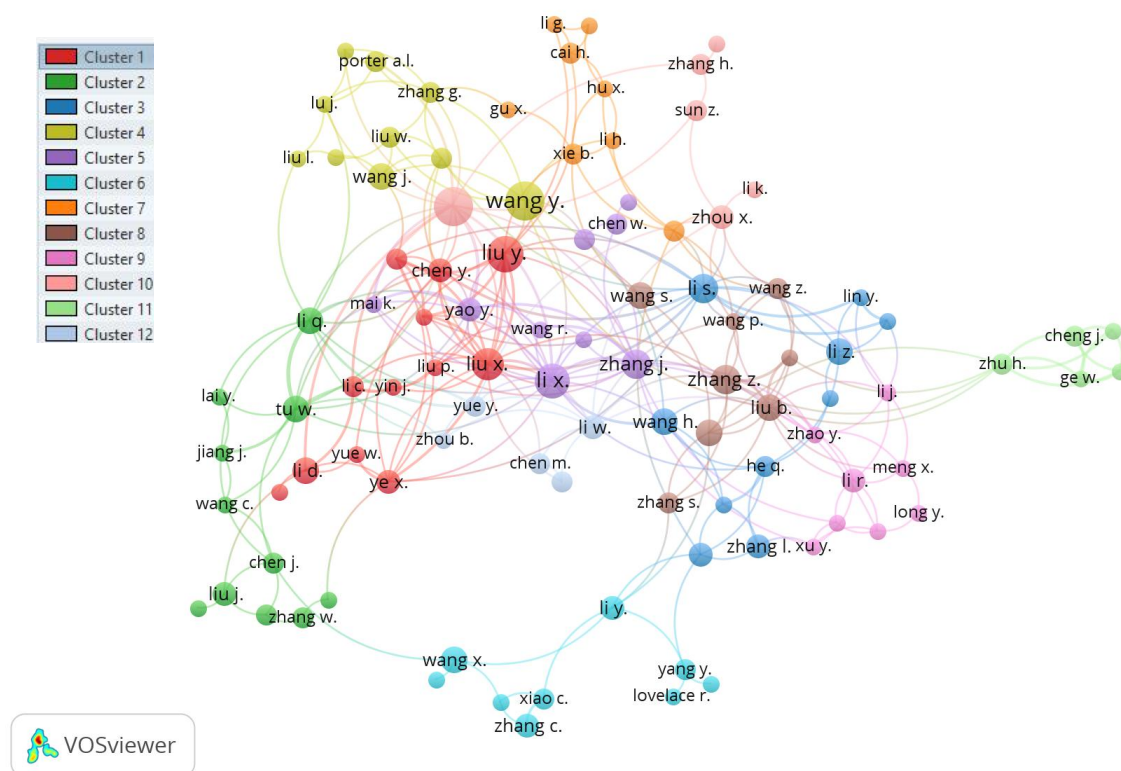 Cluster 1
Cluster 2
Cluster 3
Cluster 4
Cluster 5
Cluster 6
Cluster 7
Cluster 8
Cluster 9
Cluster 10
Cluster 11
Cluster 12
li g.
cai h.
porter a.l.
zhang h.
zhang g.
hu x.
lu j.
gu x.
sun z.
liu w.
li h.
liu l.
xie b.
wang j.
li k.
wang y.
chen w.
zhou x.
liu y.
chen y.
li s.
wang z.
wang s.
lin y.
mai k.
yao y.
li q.
wang p.
wang r.
cheng j.
li z.
liu x.
liu p.
zhang j.
zhu h.
li x.
zhang z.
ge w.
li c.
yin j.
li j.
lai y.
tu w.
yue y.
liu b.
li w.
wang h.
zhou b.
zhao y.
jiang j.
yue w.
chen m.
li d.
he q.
meng x.
ye x.
li r.
wang c.
zhang s.
long y.
zhang l.
xu y.
chen j.
liu j.
zhang w.
li y.
wang x.
yang y.
xiao c.
lovelace r.
zhang c.
VOSviewer